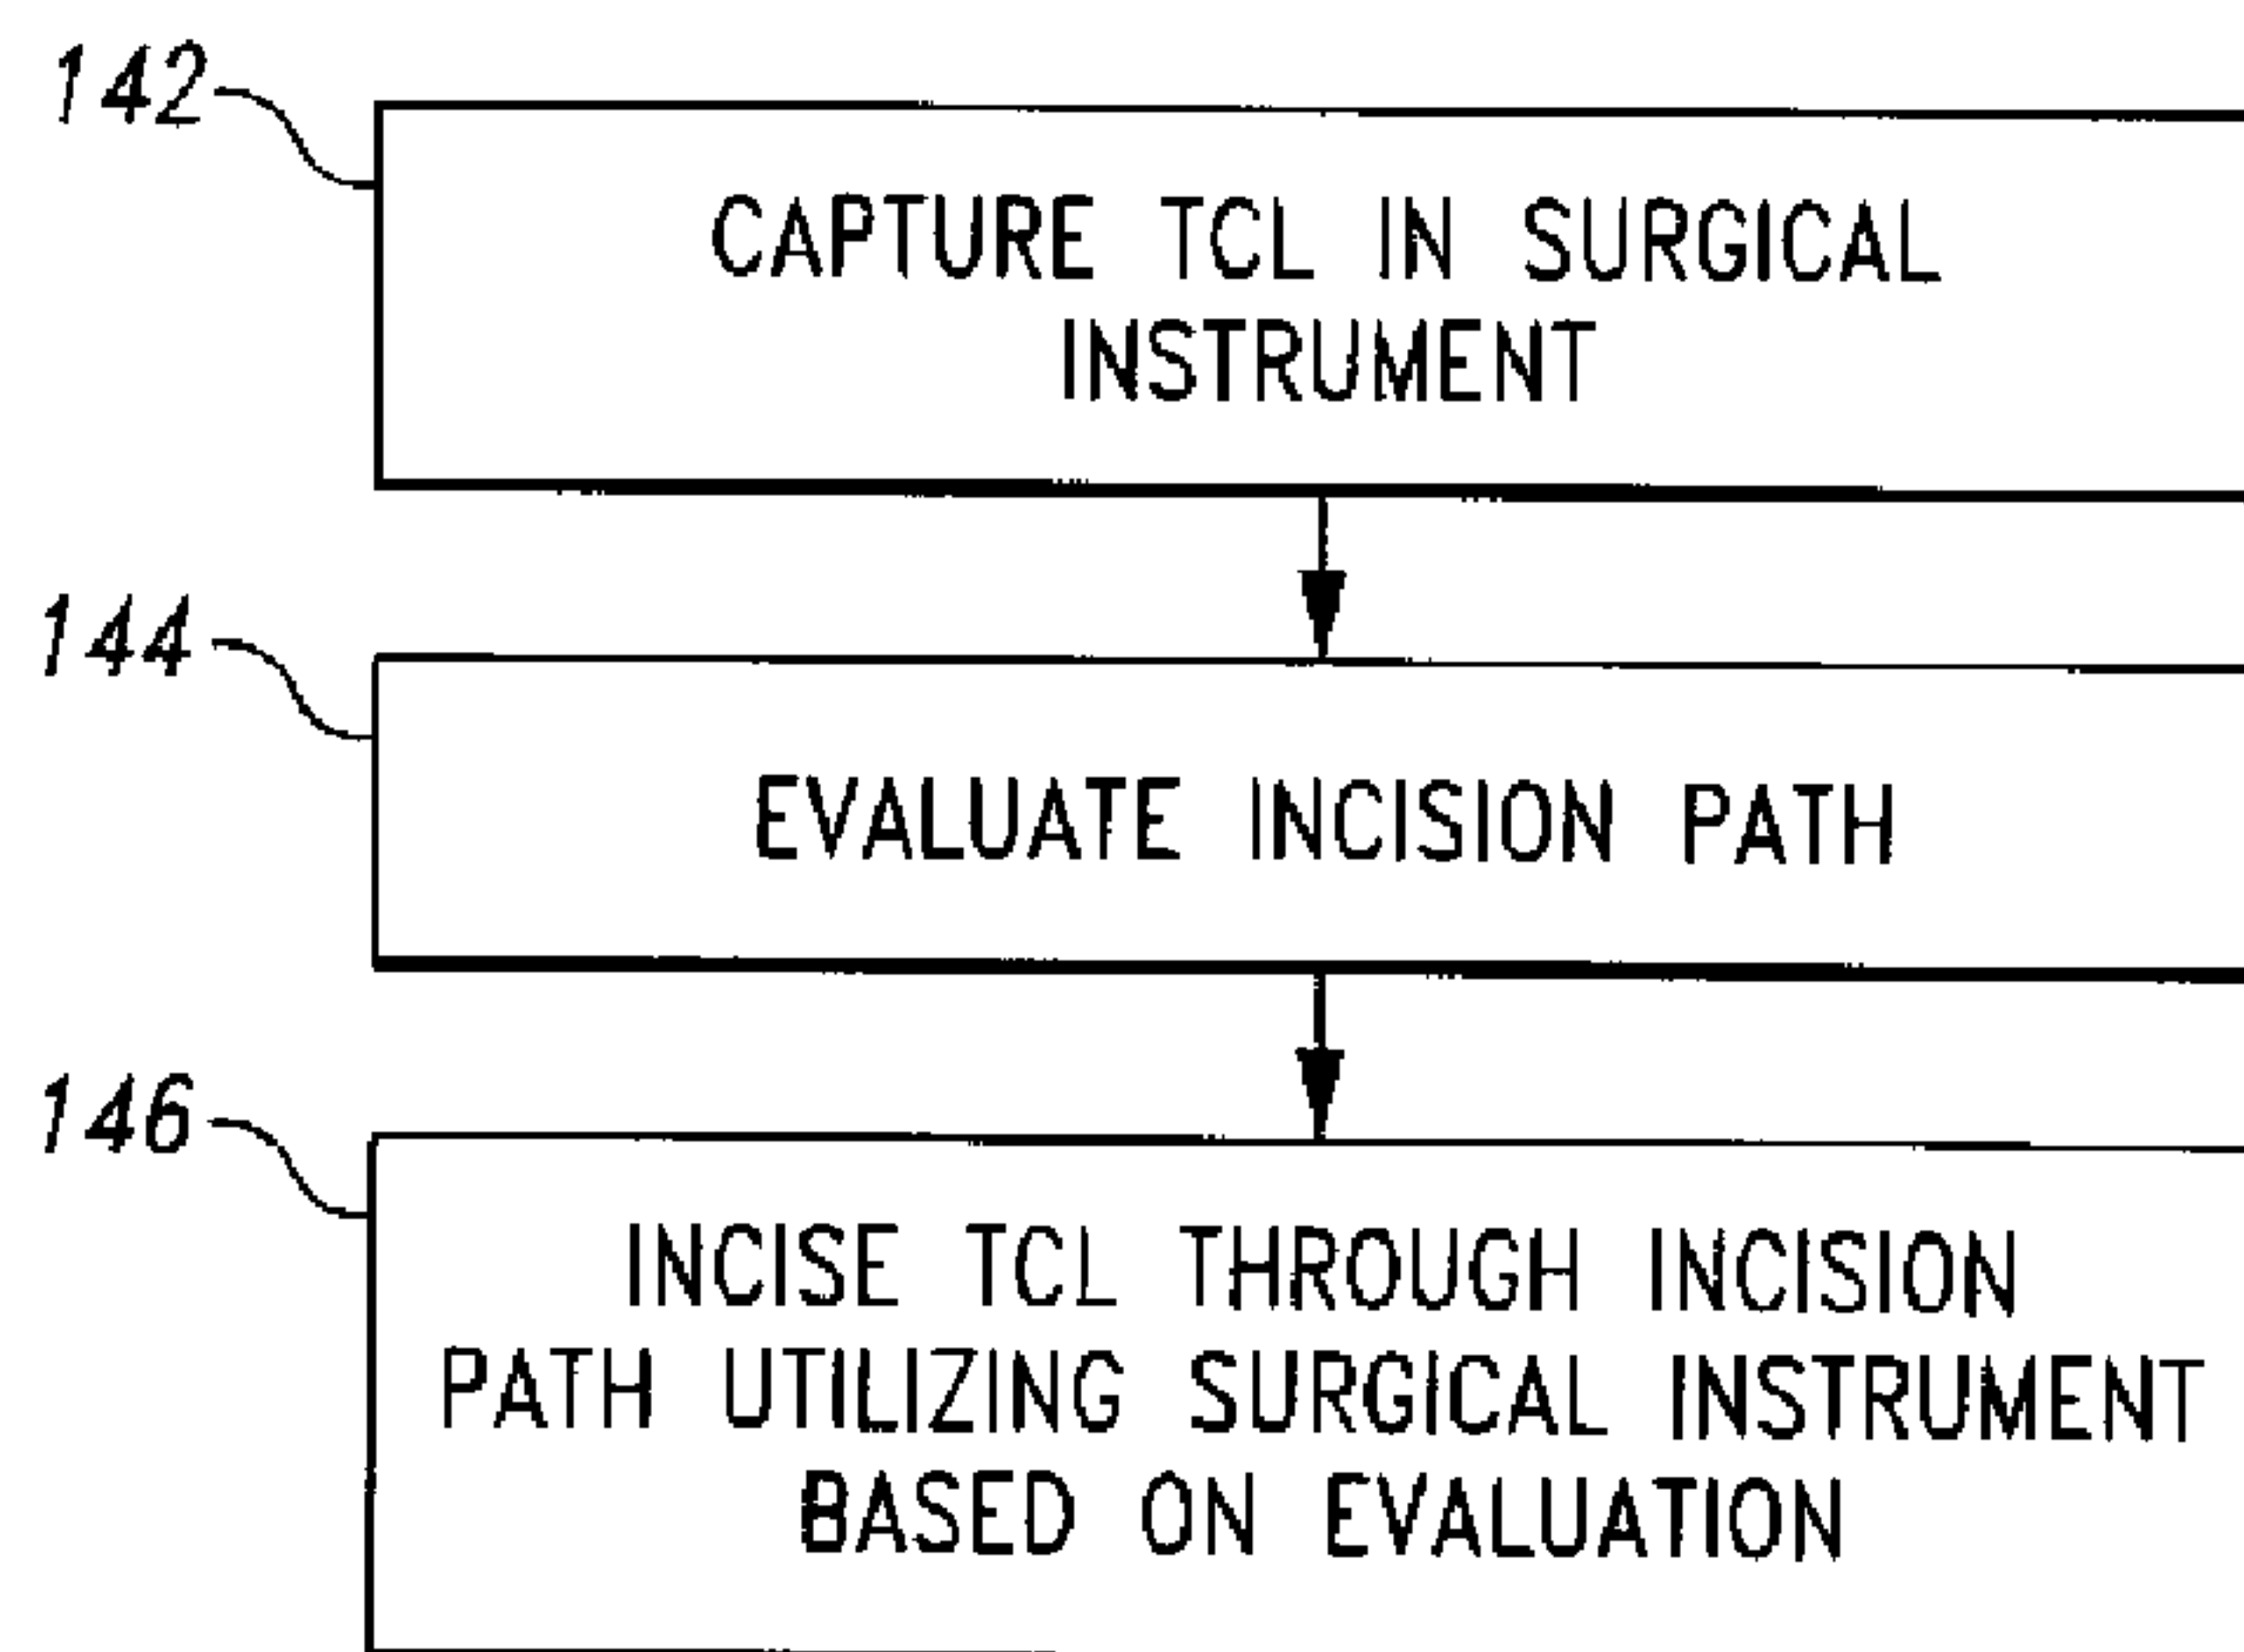 142
CAPTURE TCL IN SURGICAL
INSTRUMENT
144
EVALUATE INCISION PATH
146
INCISE TCL THROUGH INCISION
PATH UTILIZING SURGICAL INSTRUMENT
BASED ON EVALUATION